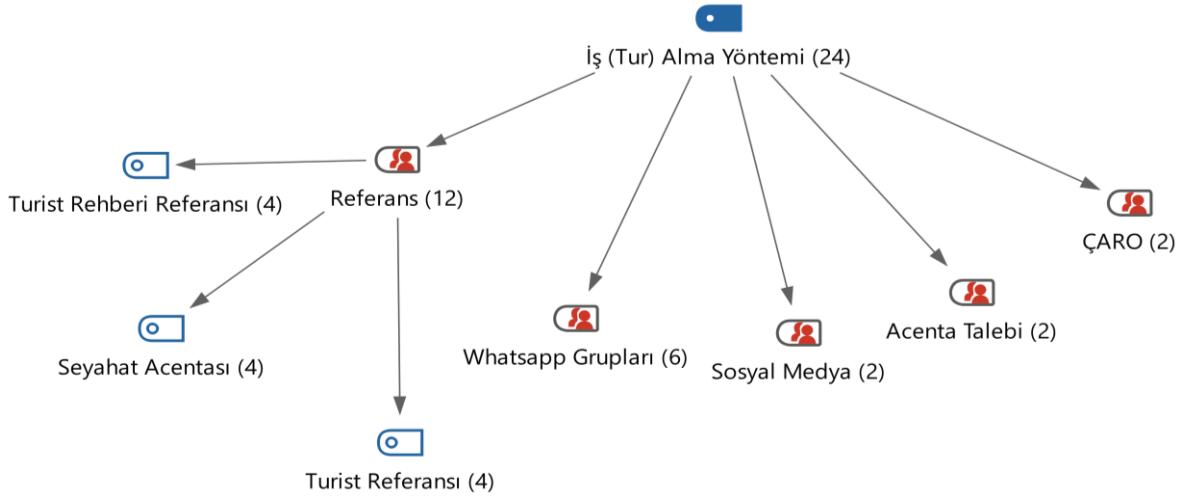 İş (Tur) Alma Yöntemi (24)
Turist Rehberi Referansı (4)
Referans (12)
ÇARO (2)
Seyahat Acentası (4)
Whatsapp Grupları (6)
Sosyal Medya (2)
Acenta Talebi (2)
Turist Referansı (4)